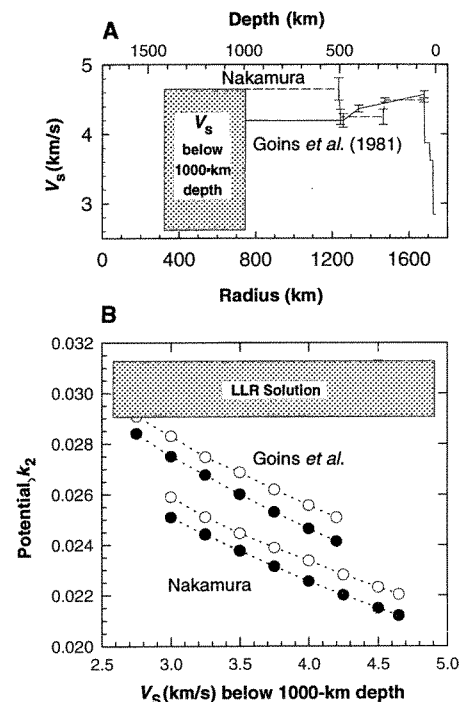 A
Depth (km)
1500 1000 500 0
5
4
3
V_s (km/s)
Nakamura
Goins et al. (1981)
V_s
below
1000-km
depth
0 400 800 1200 1600
Radius (km)
B
0.032
0.030
0.028
0.026
0.024
0.022
0.020
Potential, k_2
LLR Solution
Goins et al.
Nakamura
2.5 3.0 3.5 4.0 4.5 5.0
V_s (km/s) below 1000-km depth